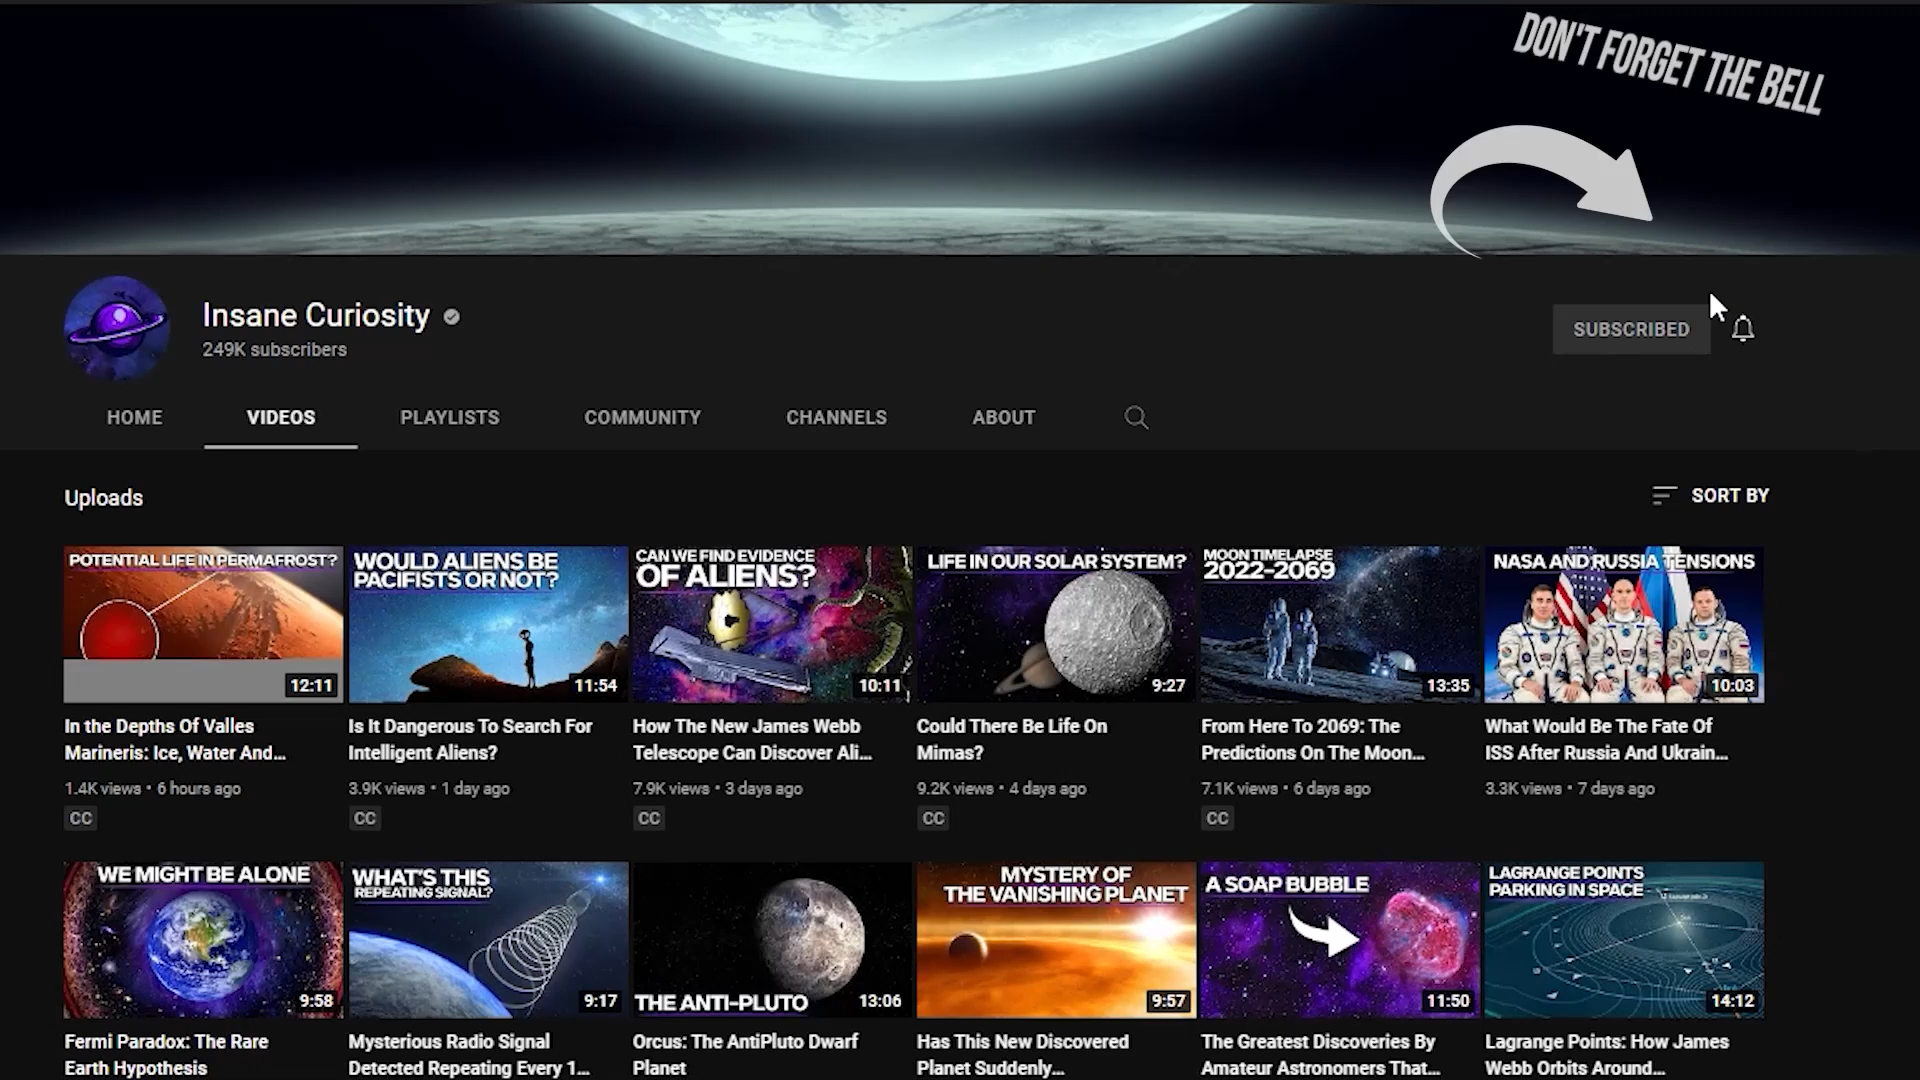 DON'T FORGET THE BELL
Insane Curiosity
249K subscribers
SUBSCRIBED
HOME
VIDEOS
PLAYLISTS
COMMUNITY
CHANNELS
ABOUT
Uploads
SORT BY
POTENTIAL LIFE IN PERMAFROST?
12:11
In the Depths Of Valles
Marineris: Ice, Water And...
1.4K views • 6 hours ago
CC
WOULD ALIENS BE
PACIFISTS OR NOT?
11:54
Is It Dangerous To Search For
Intelligent Aliens?
3.9K views • 1 day ago
CC
CAN WE FIND EVIDENCE
OF ALIENS?
10:11
How The New James Webb
Telescope Can Discover Ali...
7.9K views • 3 days ago
CC
LIFE IN OUR SOLAR SYSTEM?
9:27
Could There Be Life On
Mimas?
9.2K views • 4 days ago
CC
MOON TIMELAPSE
2022-2069
13:35
From Here To 2069: The
Predictions On The Moon...
7.1K views • 6 days ago
CC
NASA AND RUSSIA TENSIONS
10:03
What Would Be The Fate Of
ISS After Russia And Ukrain...
3.3K views • 7 days ago
WE MIGHT BE ALONE
9:58
Fermi Paradox: The Rare
Earth Hypothesis
WHAT'S THIS
REPEATING SIGNAL?
9:17
Mysterious Radio Signal
Detected Repeating Every 1...
THE ANTI-PLUTO
13:06
Orcus: The AntiPluto Dwarf
Planet
MYSTERY OF
THE VANISHING PLANET
9:57
Has This New Discovered
Planet Suddenly...
A SOAP BUBBLE
11:50
The Greatest Discoveries By
Amateur Astronomers That...
LAGRANGE POINTS
PARKING IN SPACE
14:12
Lagrange Points: How James
Webb Orbits Around...